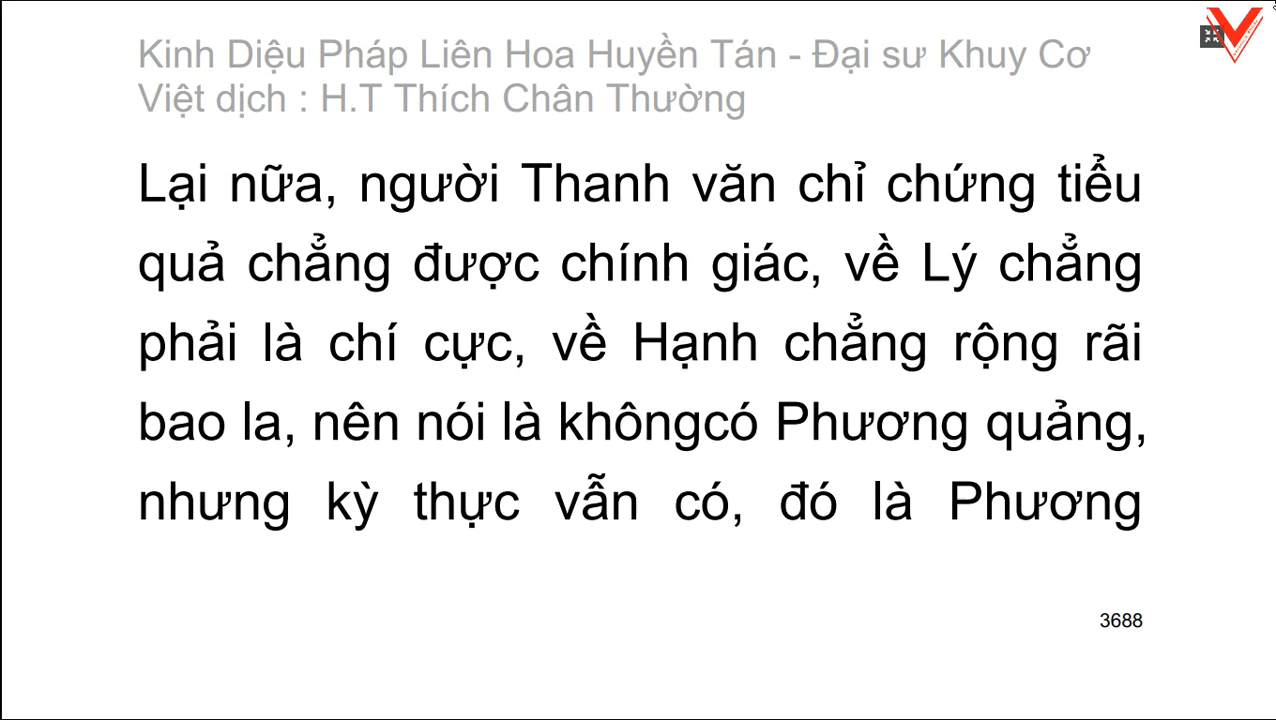 Kinh Diệu Pháp Liên Hoa Huyền Tán - Đại sư Khuy Cơ
Việt dịch : H.T Thích Chân Thường
Lại nữa, người Thanh văn chỉ chứng tiểu
quả chẳng được chính giác, về Lý chẳng
phải là chí cực, về Hạnh chẳng rộng rãi
bao la, nên nói là khôngcó Phương quảng,
nhưng kỳ thực vẫn có, đó là Phương
3688